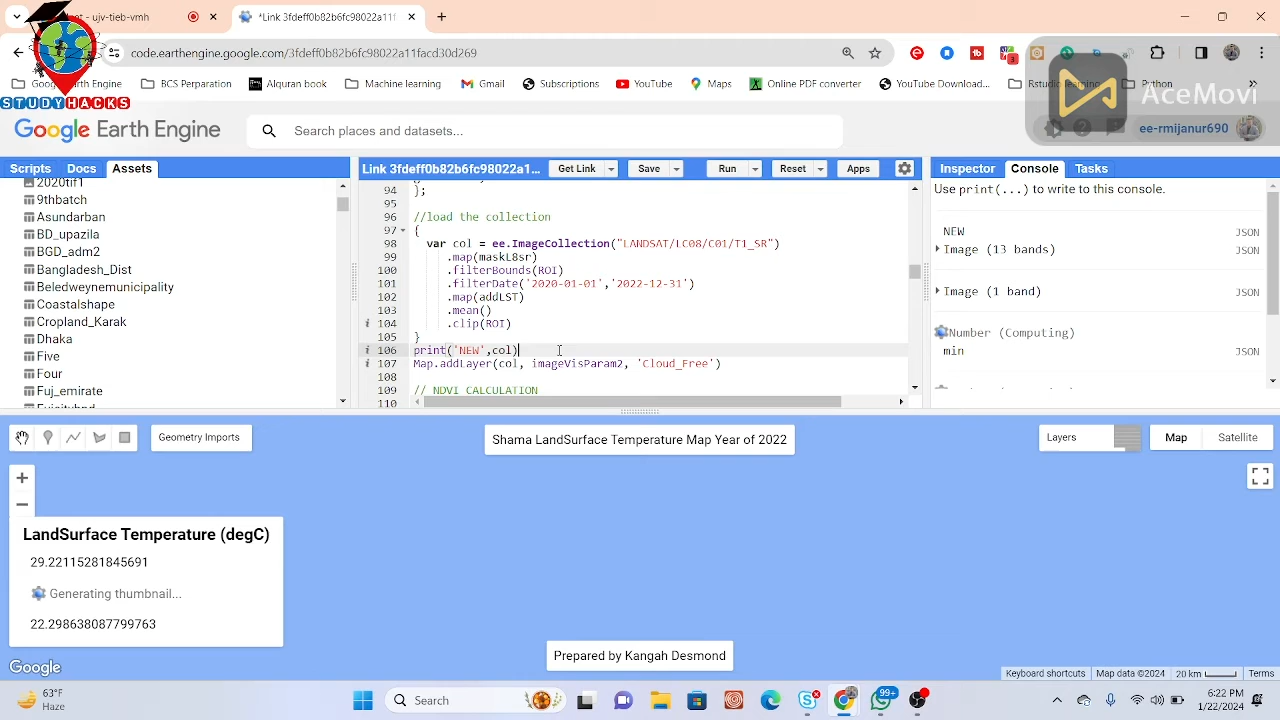 et - ujv-tieb-vmh
*Link 3fdeff0b82b6fc98022a11f
code.earthengine.google.com/3fdeff0b82b6fc98022a11facd30d269
BCS Preparation
Alquran book
Machine learning
Gmail
Subscriptions
YouTube
Maps
Online PDF converter
YouTube Download...
Python
STUDYHACKS
AceMovi
Google Earth Engine
Search places and datasets...
ee-rmijanur690
Scripts Docs Assets
Link 3fdeff0b82b6fc98022a1...
Get Link
Save
Run
Reset
Apps
Inspector Console Tasks
2020tif1
9thbatch
Asundarban
BD_upazila
BGD_adm2
Bangladesh_Dist
Beledweynemunicipality
Coastalshape
Cropland_Karak
Dhaka
Five
Four
Fuj_emirate
94 };
95
96 //load the collection
97 {
98 var col = ee.ImageCollection("LANDSAT/LC08/C01/T1_SR")
99 .map(maskL8sr)
100 .filterBounds(ROI)
101 .filterDate('2020-01-01','2022-12-31')
102 .map(addLST)
103 .mean()
104 .clip(ROI)
105 }
106 print('NEW',col)
107 Map.addLayer(col, imageVisParam2, 'Cloud_Free')
108
109 // NDVI CALCULATION
110
Use print(...) to write to this console.
NEW JSON
Image (13 bands) JSON
Image (1 band) JSON
Number (Computing)
min JSON
Geometry Imports
Shama LandSurface Temperature Map Year of 2022
Layers
Map
Satellite
LandSurface Temperature (degC)
29.22115281845691
Generating thumbnail...
22.298638087799763
Prepared by Kangah Desmond
Google
Keyboard shortcuts
Map data ©2024
20 km
Terms
63°F
Haze
Search
99+
6:22 PM
1/22/2024